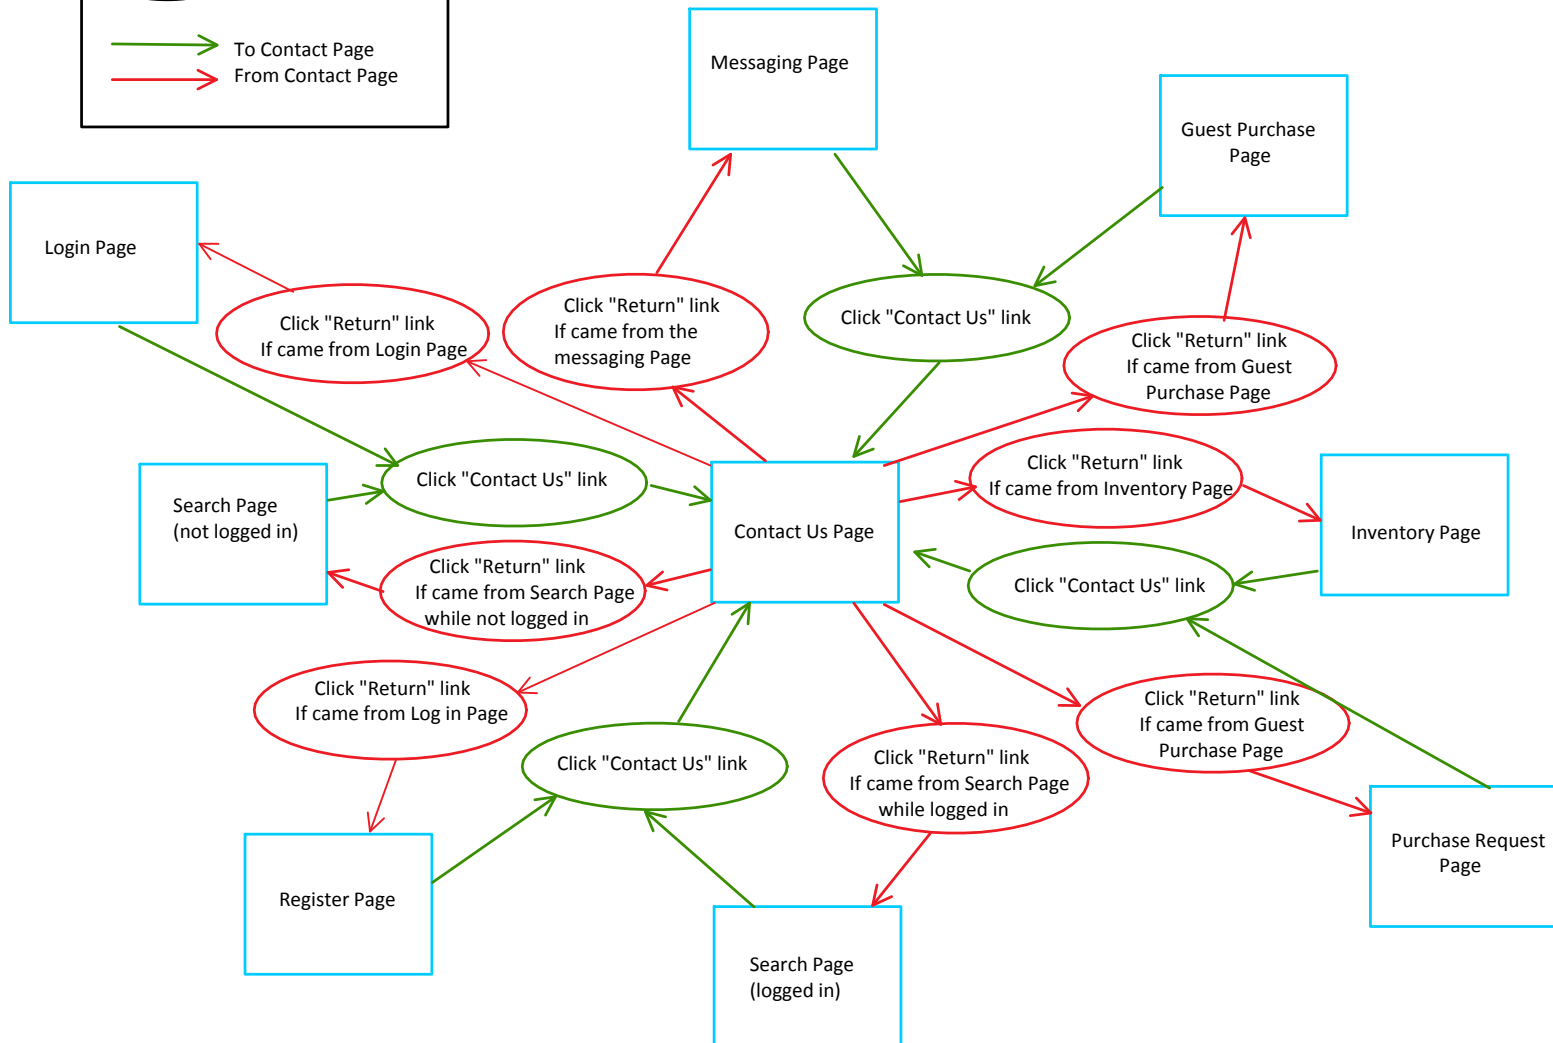 To Contact Page
From Contact Page
Messaging Page
Guest Purchase
Page
Login Page
Click "Return" link
If came from Login Page
Click "Return" link
If came from the
messaging Page
Click "Contact Us" link
Click "Return" link
If came from Guest
Purchase Page
Click "Contact Us" link
Click "Return" link
If came from Inventory Page
Search Page
(not logged in)
Contact Us Page
Inventory Page
Click "Return" link
If came from Search Page
while not logged in
Click "Contact Us" link
Click "Return" link
If came from Log in Page
Click "Return" link
If came from Guest
Purchase Page
Click "Contact Us" link
Click "Return" link
If came from Search Page
while logged in
Purchase Request
Page
Register Page
Search Page
(logged in)